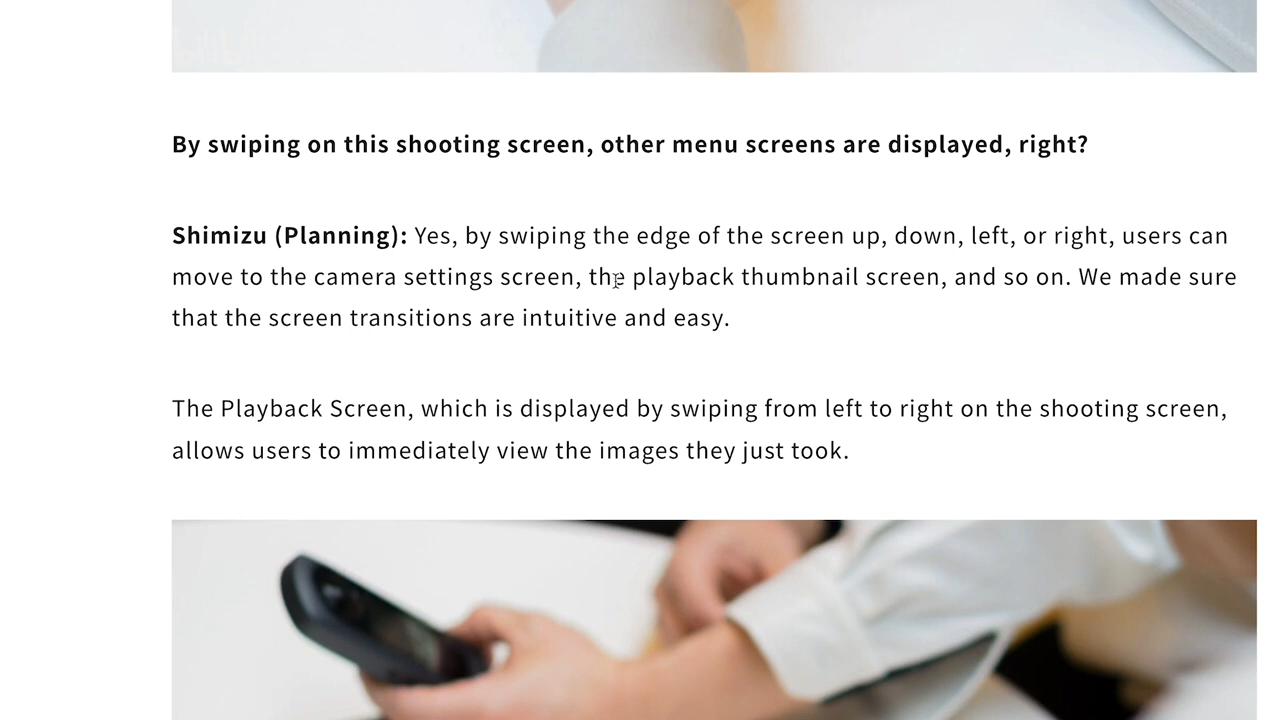 By swiping on this shooting screen, other menu screens are displayed, right?
Shimizu (Planning): Yes, by swiping the edge of the screen up, down, left, or right, users can
move to the camera settings screen, the playback thumbnail screen, and so on. We made sure
that the screen transitions are intuitive and easy.
The Playback Screen, which is displayed by swiping from left to right on the shooting screen,
allows users to immediately view the images they just took.